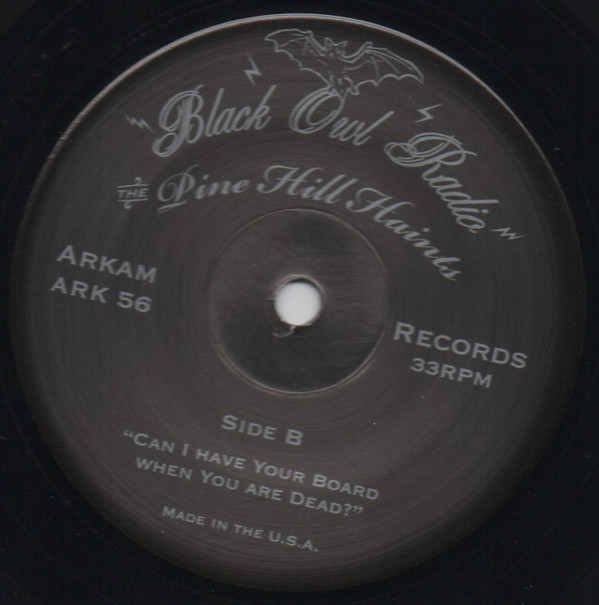 Black Owl Radio
THE Pine Hill Haints
ARKAM
ARK 56
RECORDS
33RPM
SIDE B
“CAN I HAVE YOUR BOARD
WHEN YOU ARE DEAD?”
MADE IN THE U.S.A.